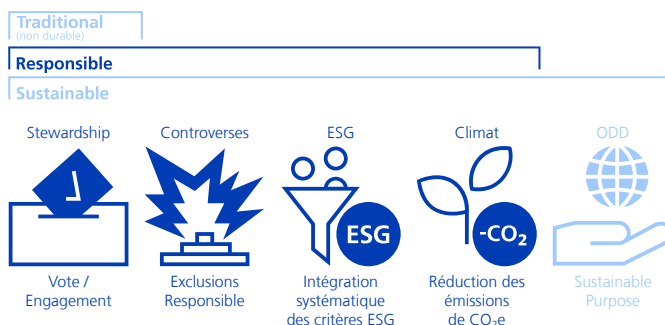 Traditional
(non durable)
Responsible
Sustainable
Stewardship
Controverses
ESG
Climat
ODD
ESG
-CO₂
Vote /
Engagement
Exclusions
Responsible
Intégration
systématique
des critères ESG
Réduction des
émissions
de CO₂e
Sustainable
Purpose